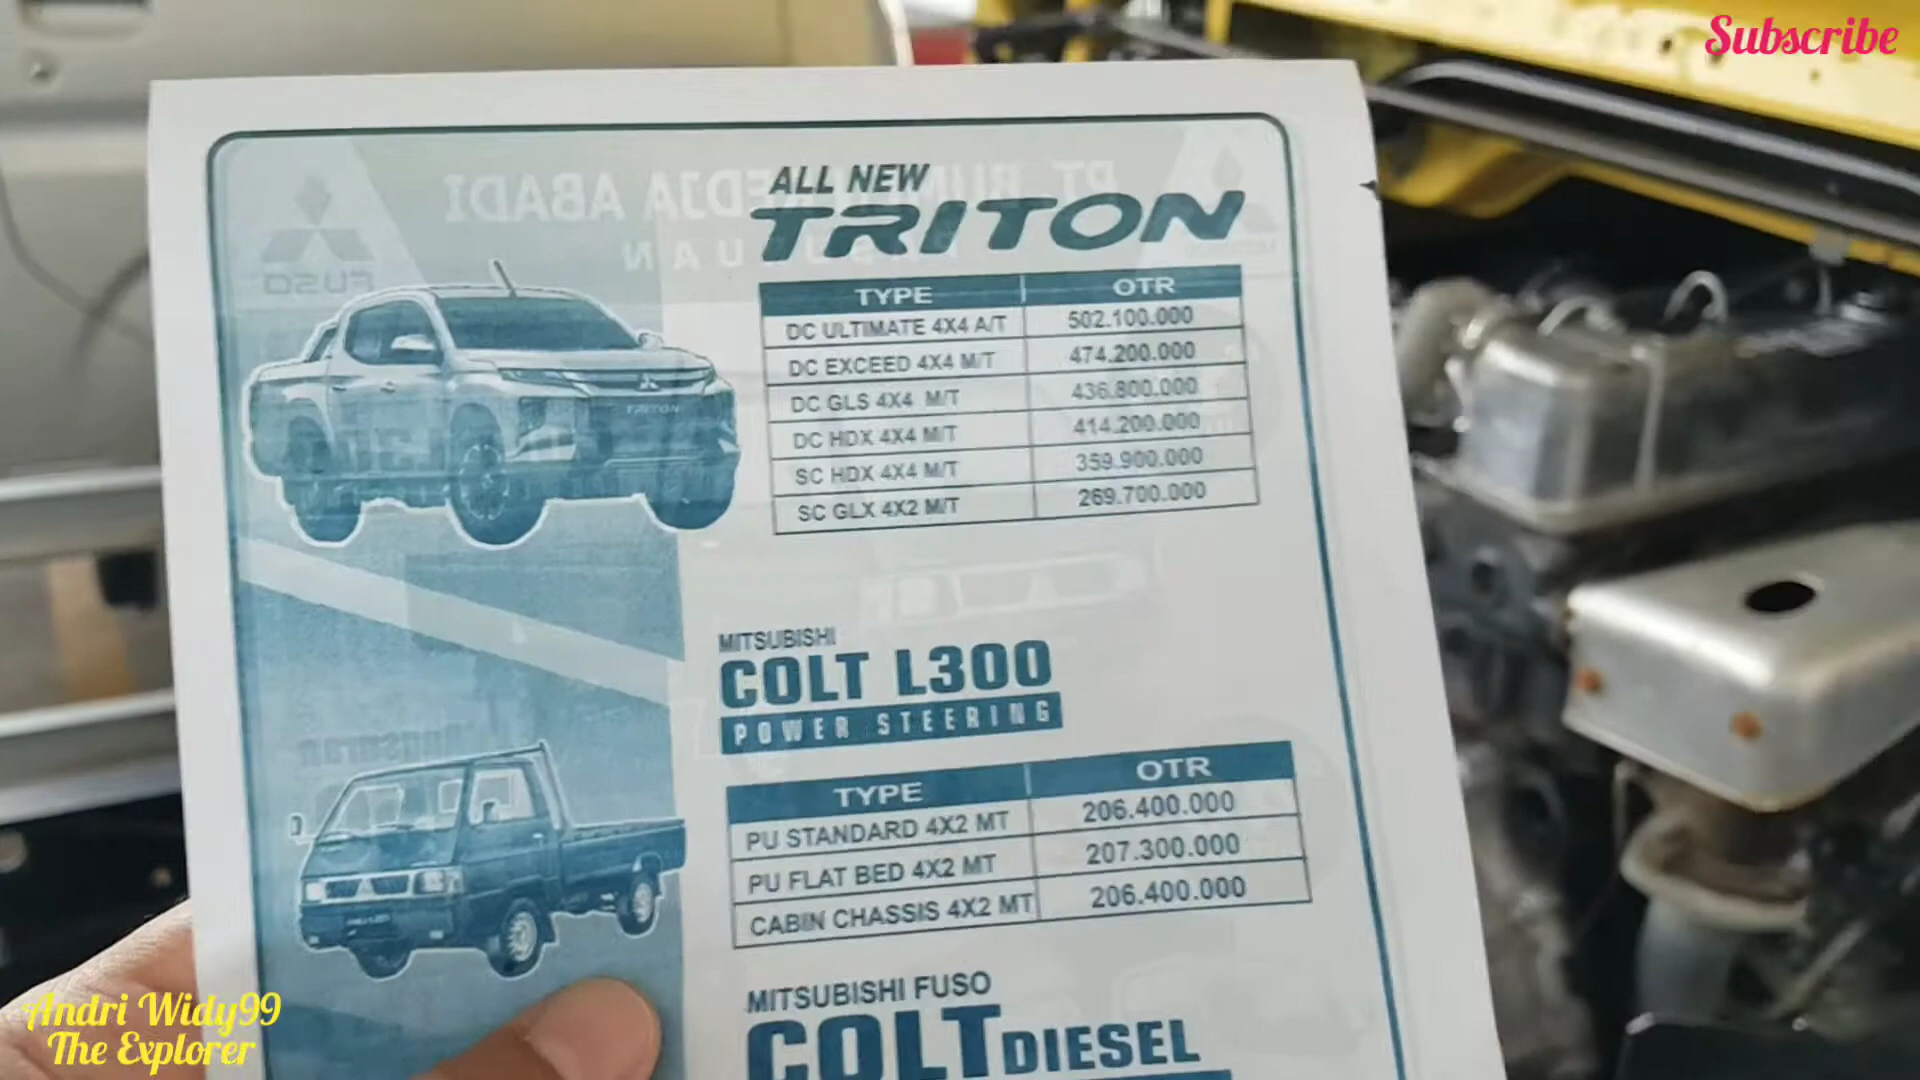 Subscribe
ALL NEW
TRITON
TYPE OTR
DC ULTIMATE 4X4 A/T 502.100.000
DC EXCEED 4X4 M/T 474.200.000
DC GLS 4X4 M/T 436.800.000
DC HDX 4X4 M/T 414.200.000
SC HDX 4X4 M/T 359.900.000
SC GLX 4X2 M/T 269.700.000
FUSO
TRITON
MITSUBISHI
COLT L300
POWER STEERING
TYPE OTR
PU STANDARD 4X2 MT 206.400.000
PU FLAT BED 4X2 MT 207.300.000
CABIN CHASSIS 4X2 MT 206.400.000
MITSUBISHI FUSO
COLT DIESEL
Andri Widy99
The Explorer